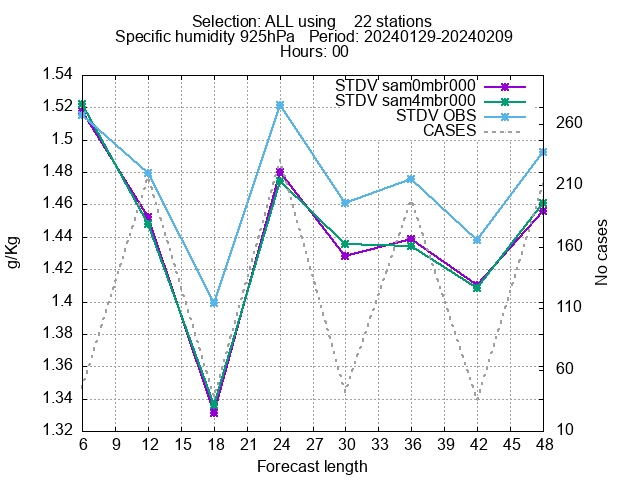 Selection: ALL using    22 stations
Specific humidity 925hPa   Period: 20240129-20240209
Hours: 00
STDV sam0mbr000
STDV sam4mbr000
STDV OBS
CASES
1.54
1.52
1.5
1.48
1.46
1.44
1.42
1.4
1.38
1.36
1.34
1.32
g/Kg
260
210
160
110
60
10
No cases
6 9 12 15 18 21 24 27 30 33 36 39 42 45 48
Forecast length